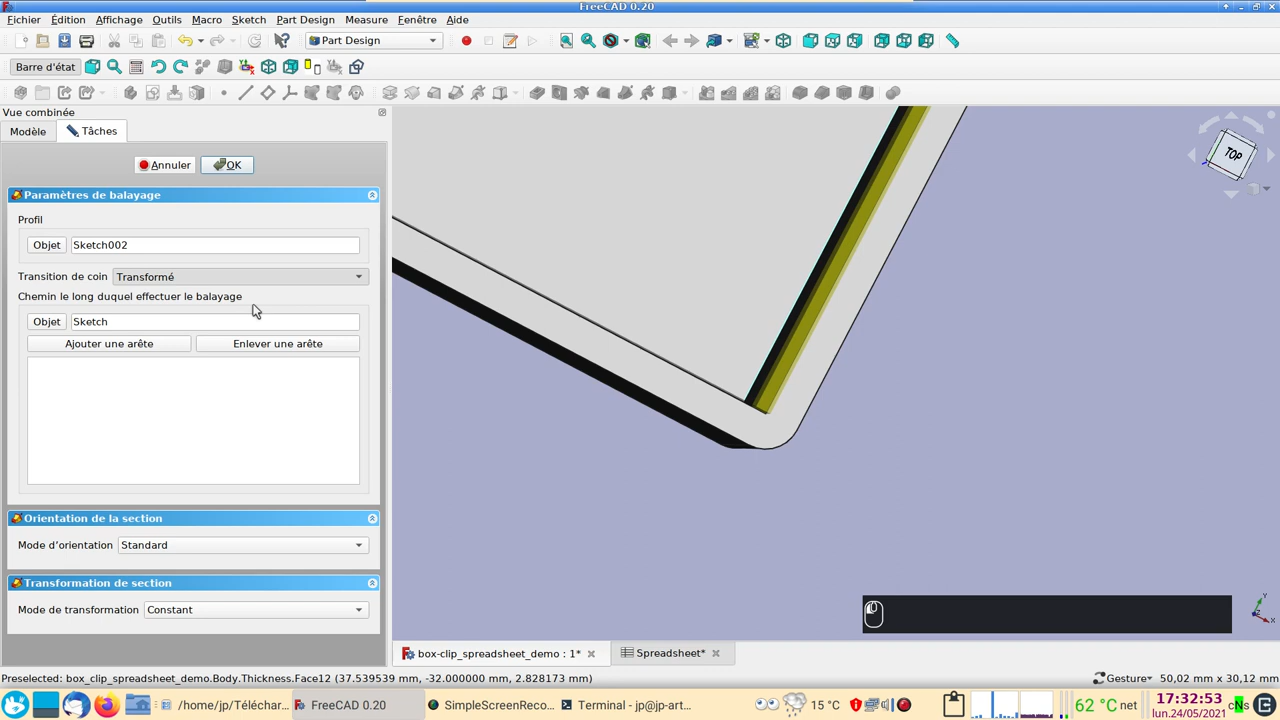 FreeCAD 0.20
Fichier Édition Affichage Outils Macro Sketch Part Design Measure Fenêtre Aide
Part Design
Barre d'état
Vue combinée
Modèle Tâches
Annuler OK
Paramètres de balayage
Profil
Objet Sketch002
Transition de coin Transformé
Chemin le long duquel effectuer le balayage
Objet Sketch
Ajouter une arête Enlever une arête
Orientation de la section
Mode d'orientation Standard
Transformation de section
Mode de transformation Constant
TOP
Y
Z
X
box-clip_spreadsheet_demo : 1* Spreadsheet*
Preselected: box_clip_spreadsheet_demo.Body.Thickness.Face12 (37.539539 mm, -32.000000 mm, 2.828173 mm) Gesture 50,02 mm x 30,12 mm
/home/jp/Téléchar... FreeCAD 0.20 SimpleScreenReco... Terminal - jp@jp-art... 15 °C 62 °C net 17:32:53
lun.24/05/2021